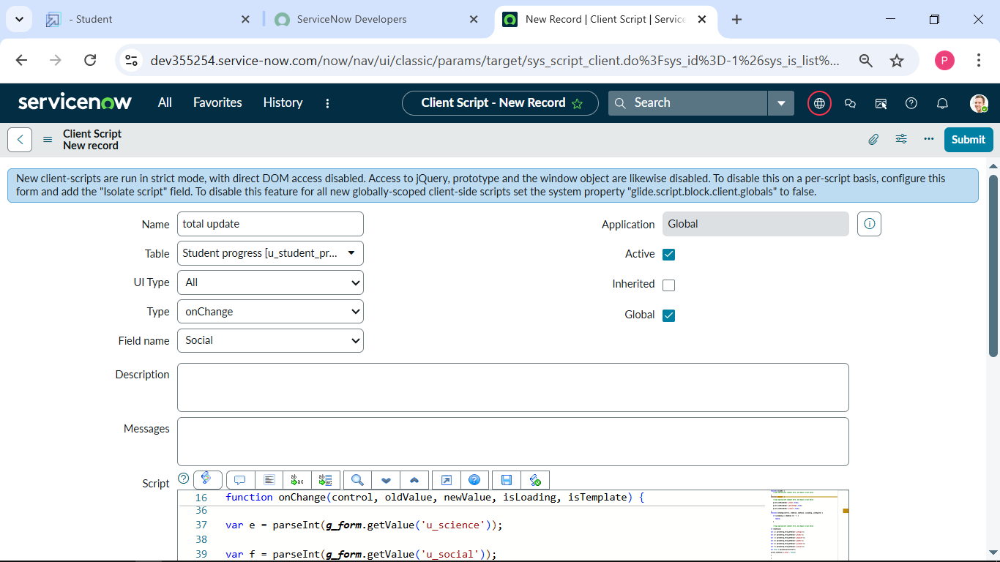 - Student
ServiceNow Developers
New Record | Client Script | Service
dev355254.service-now.com/now/nav/ui/classic/params/target/sys_script_client.do%3Fsys_id%3D-1%26sys_is_list%...
P
servicenow
All
Favorites
History
Client Script - New Record
Search
Client Script
New record
Submit
New client-scripts are run in strict mode, with direct DOM access disabled. Access to jQuery, prototype and the window object are likewise disabled. To disable this on a per-script basis, configure this
form and add the "Isolate script" field. To disable this feature for all new globally-scoped client-side scripts set the system property "glide.script.block.client.globals" to false.
Name total update
Application Global
Table Student progress [u_student_pr...
Active
UI Type All
Inherited
Type onChange
Global
Field name Social
Description
Messages
Script
16 function onChange(control, oldValue, newValue, isLoading, isTemplate) {
36
37 var e = parseInt(g_form.getValue('u_science'));
38
39 var f = parseInt(g_form.getValue('u_social'));